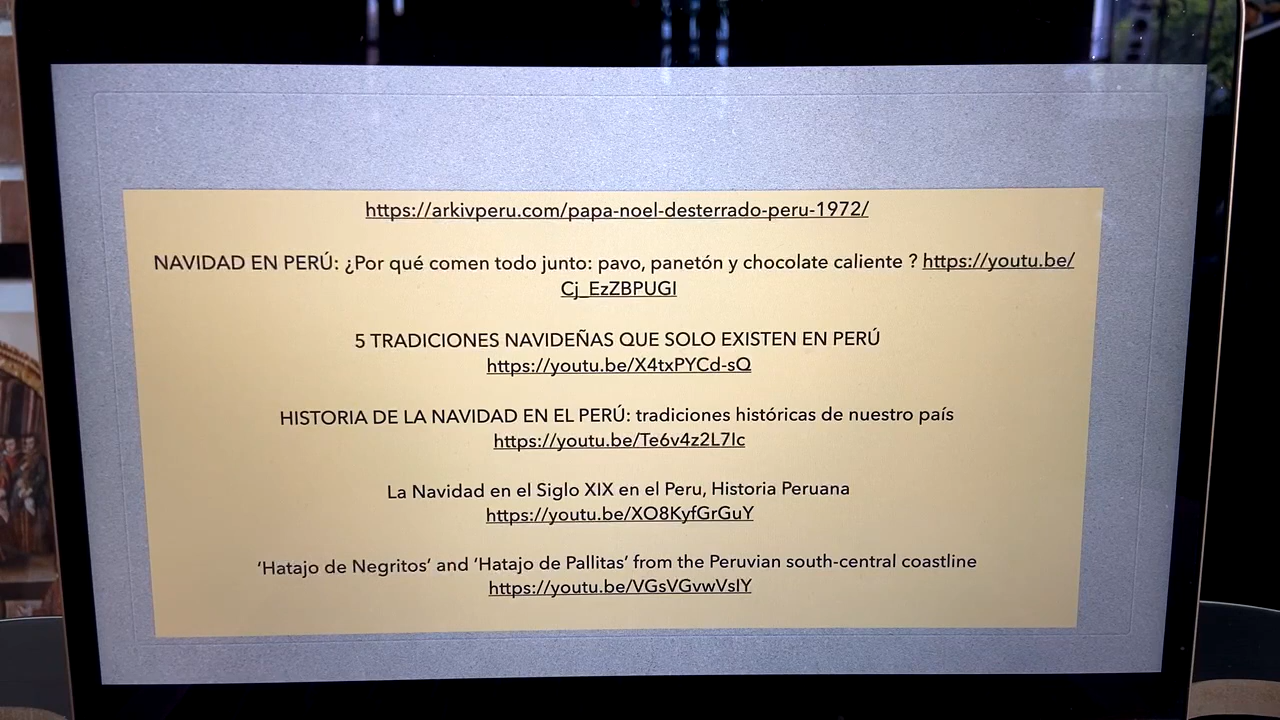 https://arkivperu.com/papa-noel-desterrado-peru-1972/
NAVIDAD EN PERÚ: ¿Por qué comen todo junto: pavo, panetón y chocolate caliente ? https://youtu.be/
Cj_EzZBPUGI
5 TRADICIONES NAVIDEÑAS QUE SOLO EXISTEN EN PERÚ
https://youtu.be/X4txPYCd-sQ
HISTORIA DE LA NAVIDAD EN EL PERÚ: tradiciones históricas de nuestro país
https://youtu.be/Te6v4z2L7Ic
La Navidad en el Siglo XIX en el Peru, Historia Peruana
https://youtu.be/XO8KyfGrGuY
‘Hatajo de Negritos’ and ‘Hatajo de Pallitas’ from the Peruvian south-central coastline
https://youtu.be/VGsVGvwVsIY